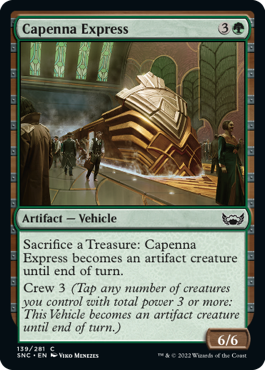 Capenna Express 3
Artifact — Vehicle
Sacrifice a Treasure: Capenna
Express becomes an artifact creature
until end of turn.
Crew 3 (Tap any number of creatures
you control with total power 3 or more:
This Vehicle becomes an artifact creature
until end of turn.)
6/6
139/281 C
SNC • EN Viko Menezes
™ & © 2022 Wizards of the Coast